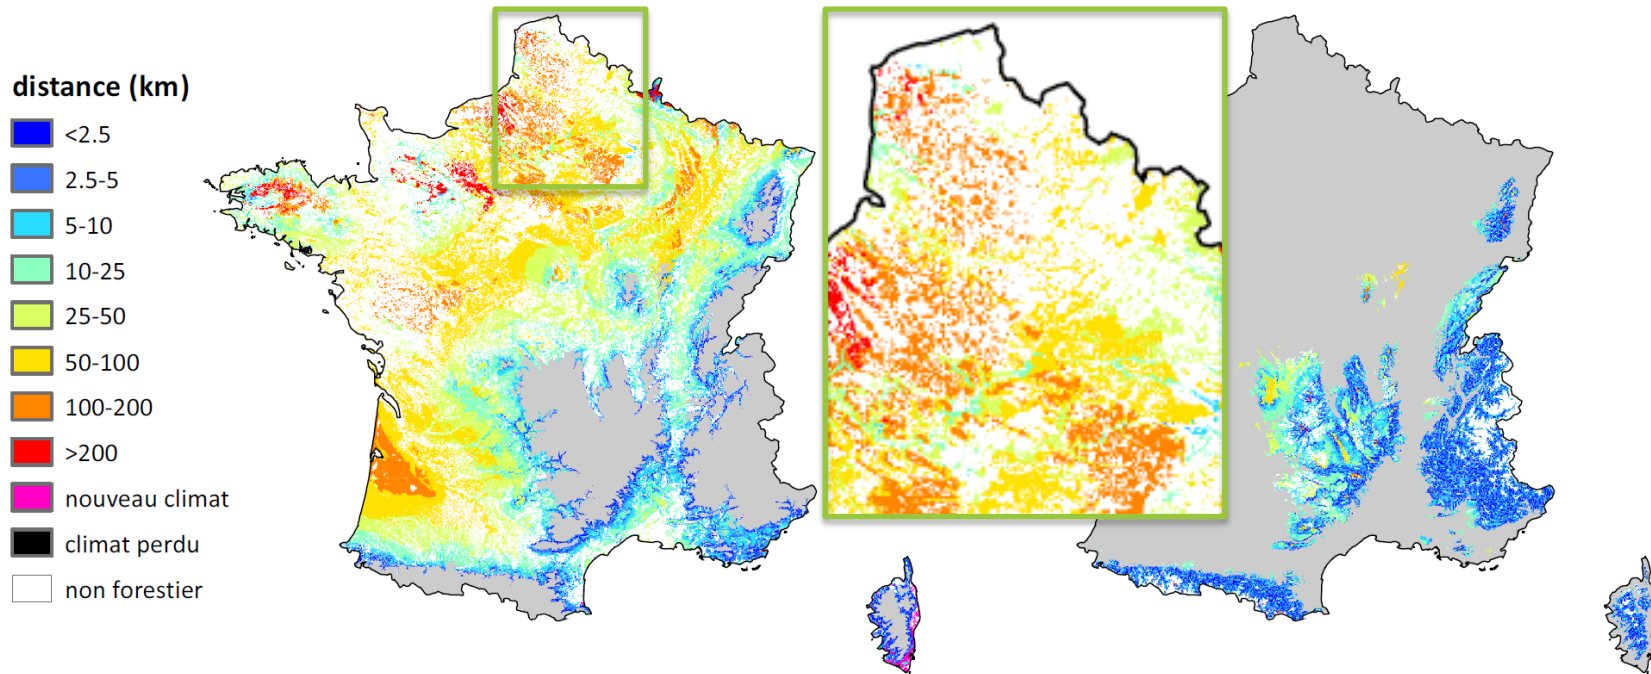 distance (km)
<2.5
2.5-5
5-10
10-25
25-50
50-100
100-200
>200
nouveau climat
climat perdu
non forestier